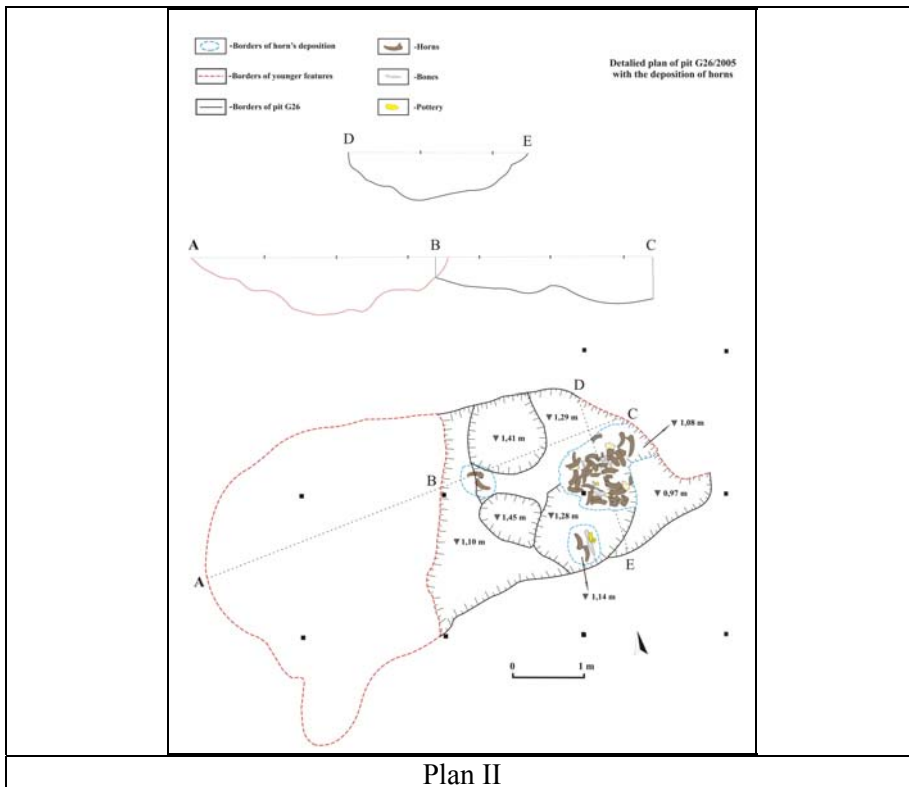 -Borders of horn's deposition
-Horns
Detalied plan of pit G26/2005
with the deposition of horns
-Borders of younger features
-Bones
-Borders of pit G26
-Pottery
D
E
A
B
C
D
C
▼ 1,29 m
▼ 1,08 m
▼ 1,41 m
B
▼ 0,97 m
▼ 1,45 m
▼ 1,28 m
▼ 1,10 m
E
A
▼ 1,14 m
0
1 m
Plan II